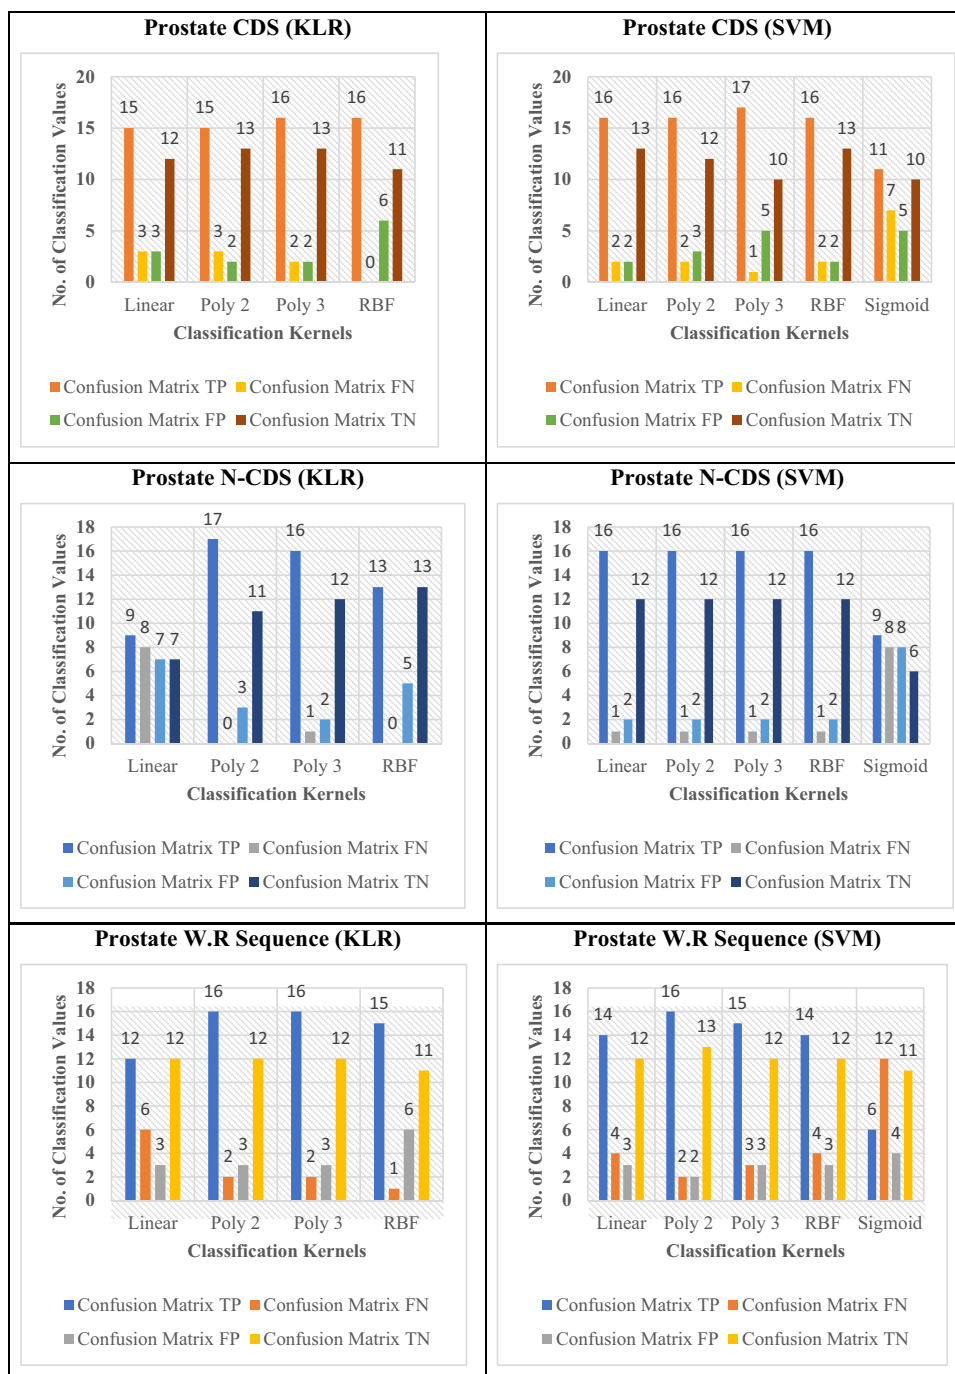 Prostate CDS (KLR)
No. of Classification Values
20
15
10
5
0
15 3 3 12
15 3 2 13
16 2 2 13
16 0 6 11
Linear Poly 2 Poly 3 RBF
Classification Kernels
Confusion Matrix TP Confusion Matrix FN
Confusion Matrix FP Confusion Matrix TN
Prostate CDS (SVM)
No. of Classification Values
20
15
10
5
0
16 2 2 13
16 2 3 12
17 1 5 10
16 2 2 13
11 7 5 10
Linear Poly 2 Poly 3 RBF Sigmoid
Classification Kernels
Confusion Matrix TP Confusion Matrix FN
Confusion Matrix FP Confusion Matrix TN
Prostate N-CDS (KLR)
No. of Classification Values
18
16
14
12
10
8
6
4
2
0
9 8 7 7
17 0 3 11
16 1 2 12
13 0 5 13
Linear Poly 2 Poly 3 RBF
Classification Kernels
Confusion Matrix TP Confusion Matrix FN
Confusion Matrix FP Confusion Matrix TN
Prostate N-CDS (SVM)
No. of Classification Values
18
16
14
12
10
8
6
4
2
0
16 1 2 12
16 1 2 12
16 1 2 12
16 1 2 12
9 8 8 6
Linear Poly 2 Poly 3 RBF Sigmoid
Classification Kernels
Confusion Matrix TP Confusion Matrix FN
Confusion Matrix FP Confusion Matrix TN
Prostate W.R Sequence (KLR)
No. of Classification Values
18
16
14
12
10
8
6
4
2
0
12 6 3 12
16 2 3 12
16 2 3 12
15 1 6 11
Linear Poly 2 Poly 3 RBF
Classification Kernels
Confusion Matrix TP Confusion Matrix FN
Confusion Matrix FP Confusion Matrix TN
Prostate W.R Sequence (SVM)
No. of Classification Values
18
16
14
12
10
8
6
4
2
0
14 4 3 12
16 2 2 13
15 3 3 12
14 4 3 12
6 12 4 11
Linear Poly 2 Poly 3 RBF Sigmoid
Classification Kernels
Confusion Matrix TP Confusion Matrix FN
Confusion Matrix FP Confusion Matrix TN